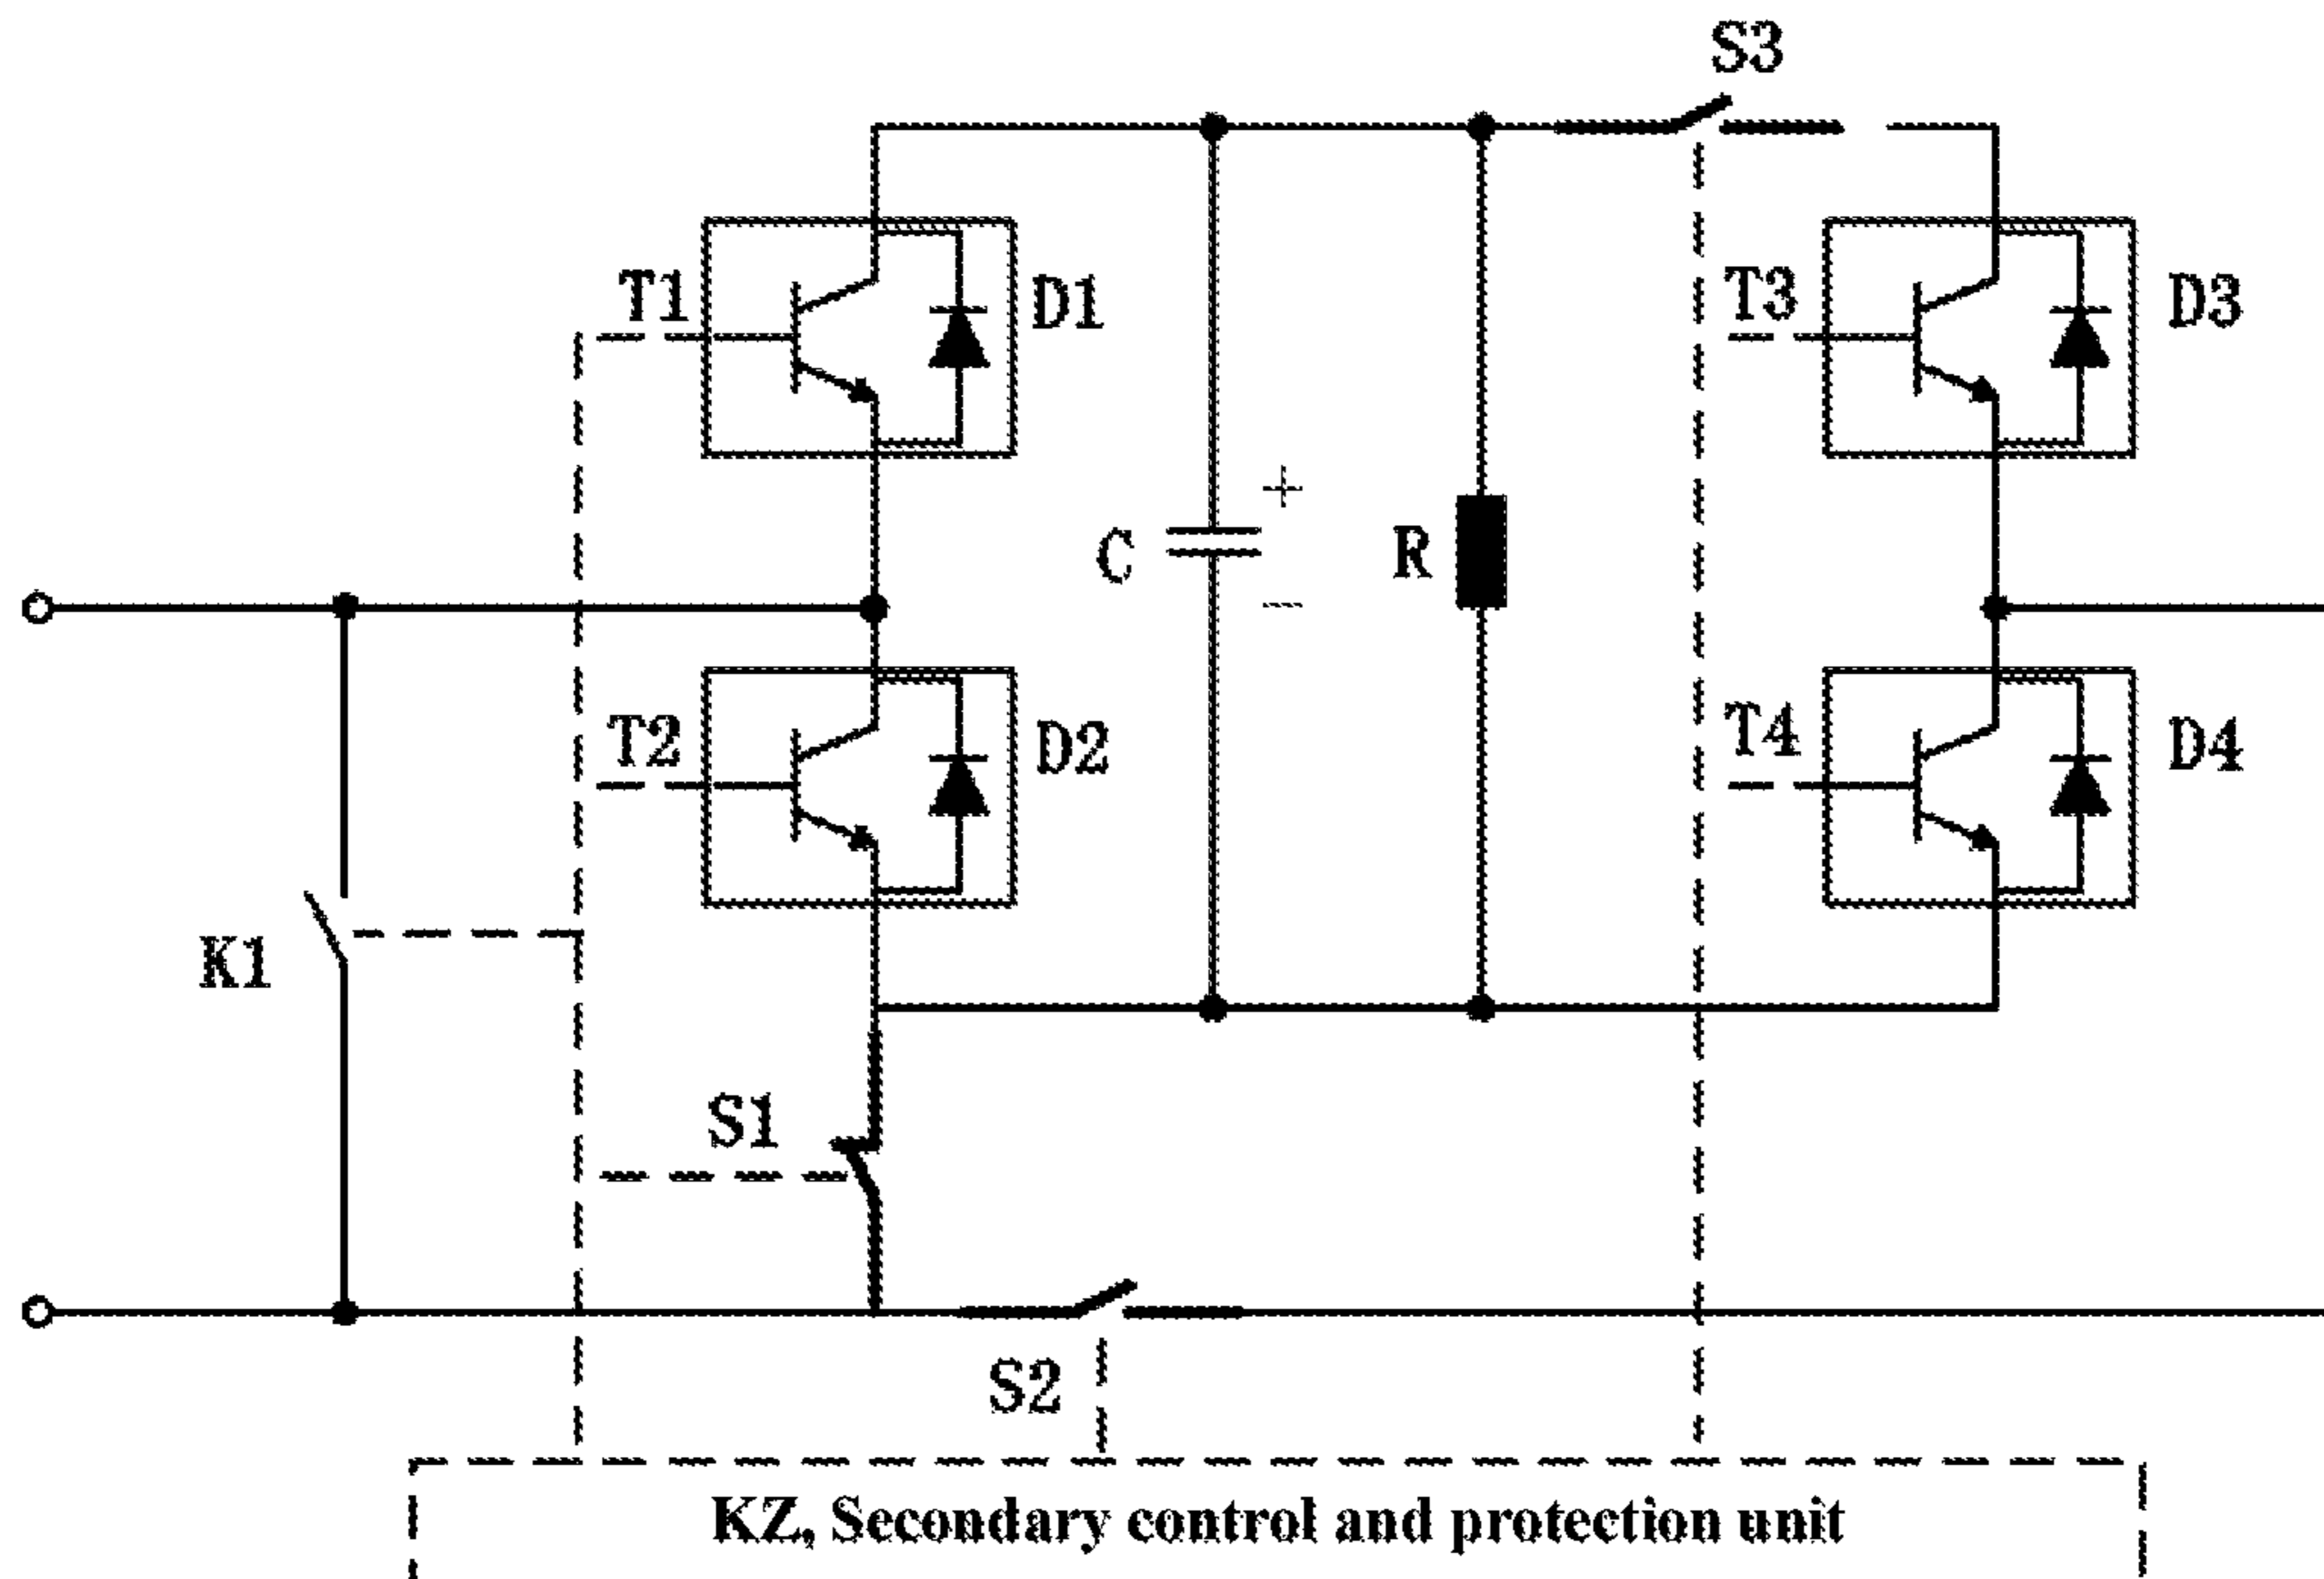 S3
T1
D1
T3
D3
+
C
R
−
T2
D2
T4
D4
K1
S1
S2
KZ, Secondary control and protection unit